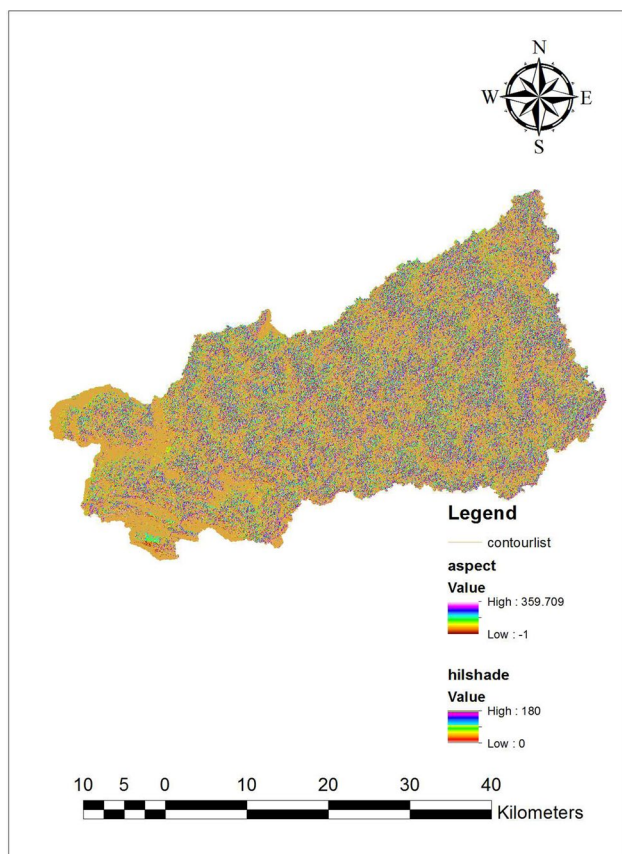 N
W E
S
Legend
contourlist
aspect
Value
High : 359.709
Low : -1
hilshade
Value
High : 180
Low : 0
10 5 0 10 20 30 40
Kilometers